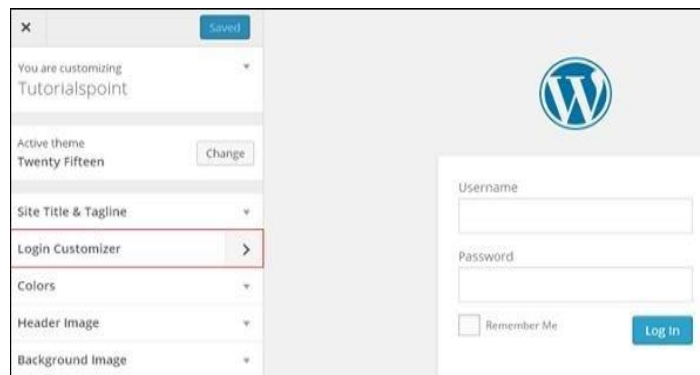 ×
Saved
You are customizing
Tutorialspoint
Active theme
Twenty Fifteen
Change
Site Title & Tagline
Login Customizer
Colors
Header Image
Background Image
Username
Password
Remember Me
Log In